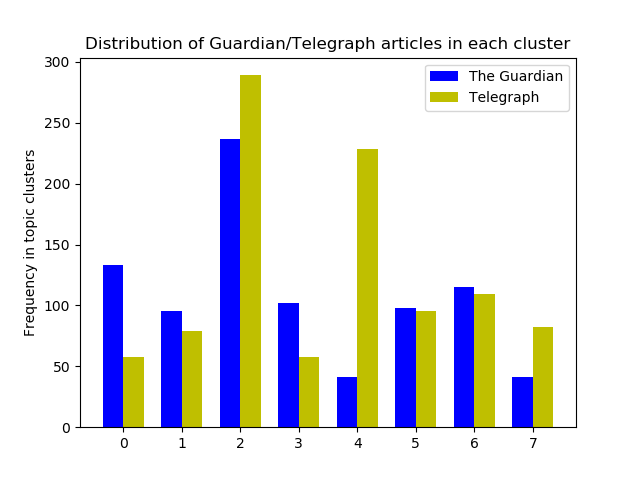 Distribution of Guardian/Telegraph articles in each cluster
The Guardian
Telegraph
Frequency in topic clusters
300
250
200
150
100
50
0
0 1 2 3 4 5 6 7